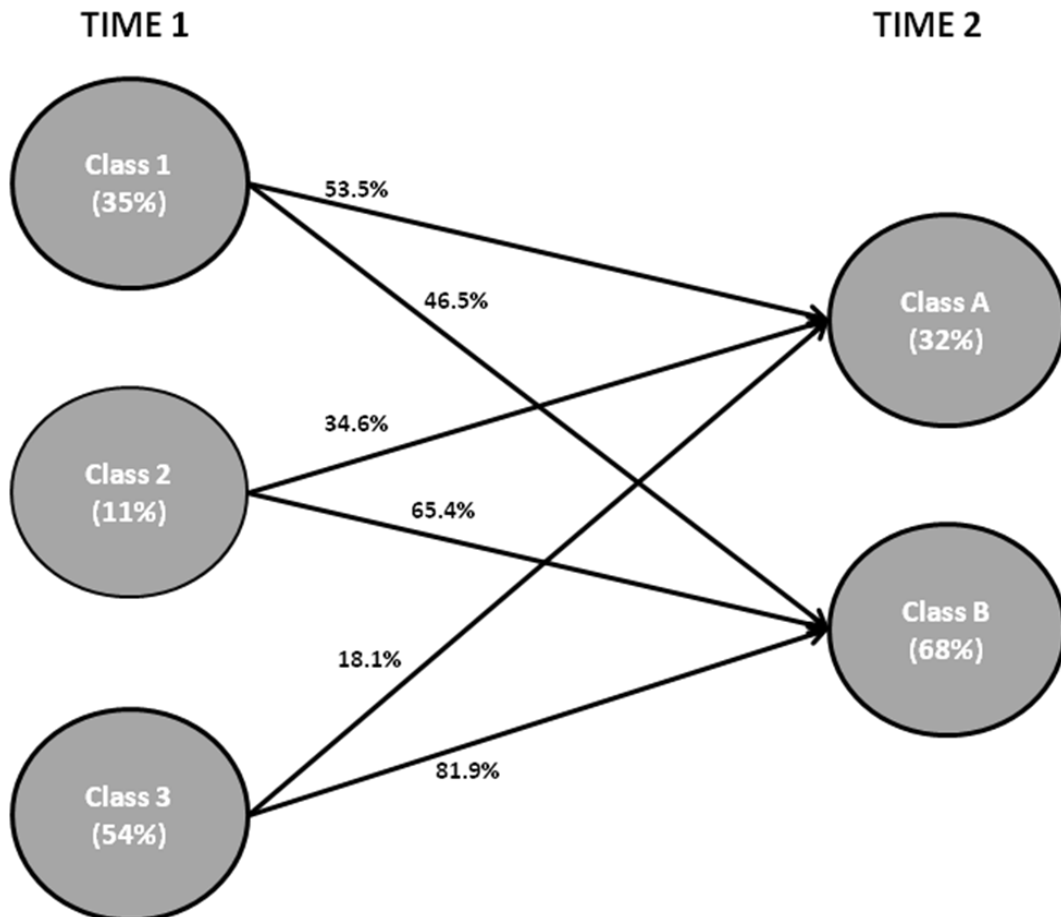 TIME 1
TIME 2
Class 1
(35%)
53.5%
46.5%
Class A
(32%)
34.6%
Class 2
(11%)
65.4%
Class B
(68%)
18.1%
81.9%
Class 3
(54%)